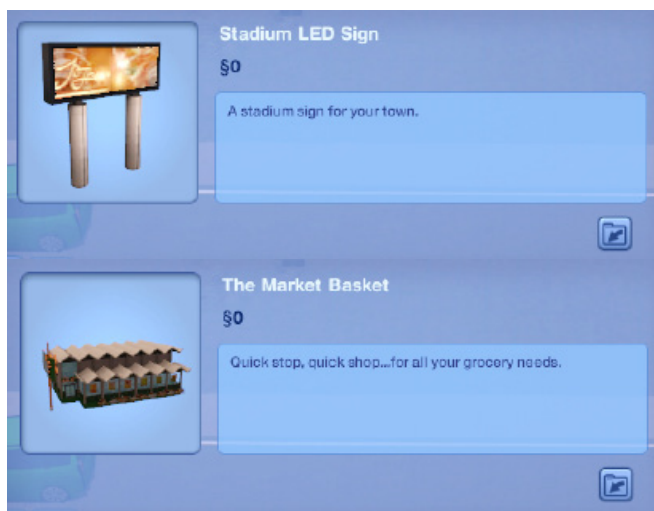 Stadium LED Sign
§0
A stadium sign for your town.
The Market Basket
§0
Quick stop, quick shop...for all your grocery needs.